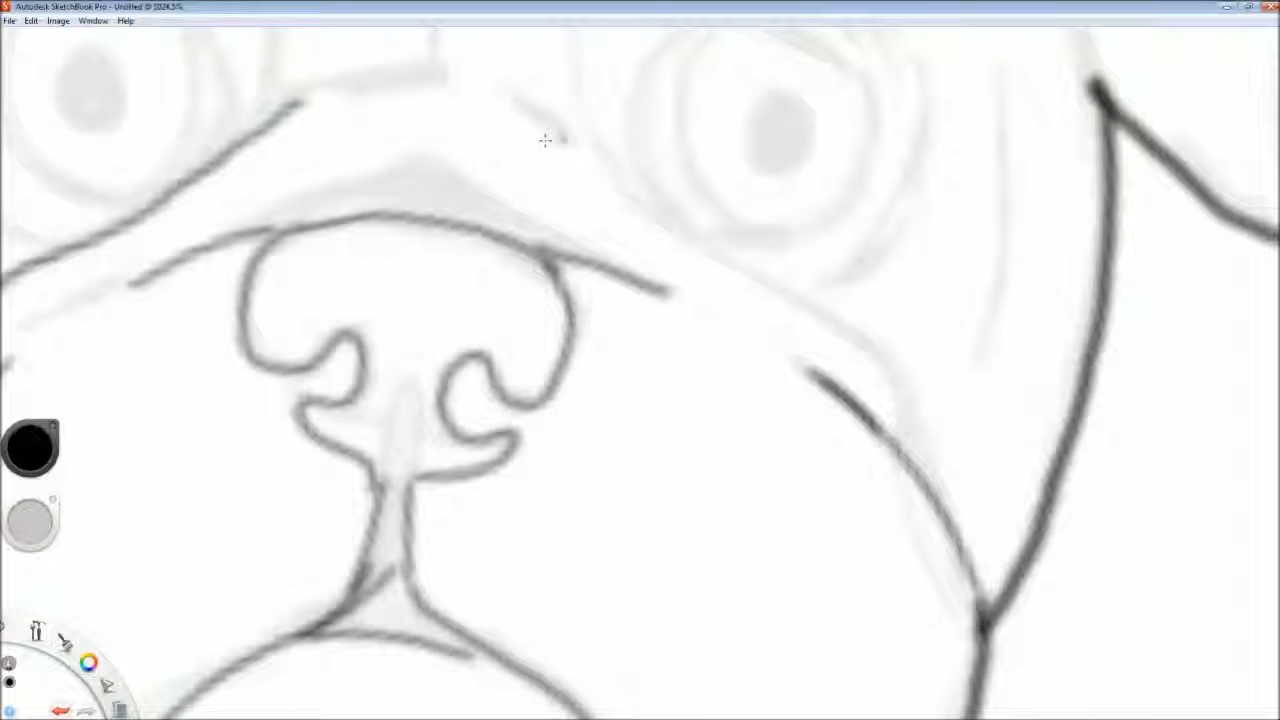 Autodesk SketchBook Pro - Untitled @ 1024.5%
File Edit Image Window Help